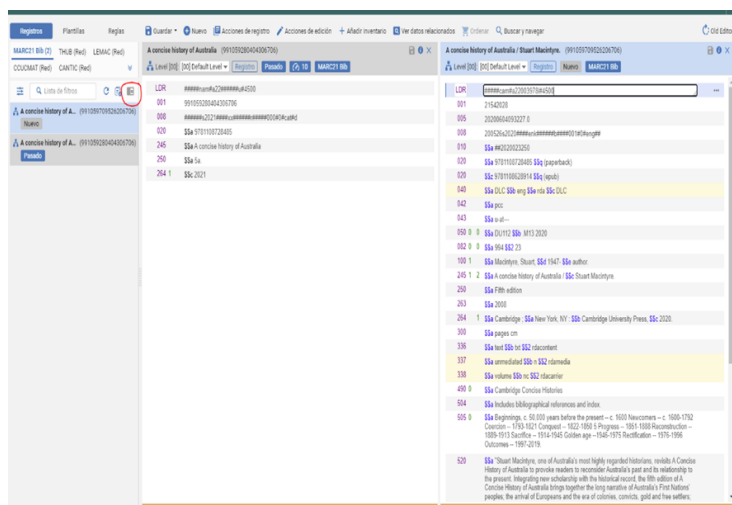 Registros Plantillas Reglas
Guardar Nuevo Acciones de registro Acciones de edición + Añadir inventario Ver datos relacionados Ordenar Buscar y navegar Old Editor
MARC21 Bib (2) THUB (Red) LEMAC (Red)
COUCMAT (Red) CANTIC (Red)
Lista de filtros
A concise history of A.. (991059709526206706)
Nuevo
A concise history of A.. (991059280404306706)
Pasado
A concise history of Australia (991059280404306706)
Level [00]: [00] Default Level Registro Pasado 10 MARC21 Bib
LDR #####nam#a22######u#4500
001 991059280404306706
008
020 $$a 9781108728485
245 $$a A concise history of Australia
250 $$a 5a
264 1 $$c 2021
A concise history of Australia / Stuart Macintyre. (991059709526206706)
Level [00]: [00] Default Level Registro Nuevo MARC21 Bib
LDR #####cam#a22003978i#4500
001 21542028
005 20200604093227.0
008
010 $$a ##2020023250
020 $$a 9781108728485 $$q (paperback)
020 $$z 9781108628914 $$q (epub)
040 $$a DLC $$b eng $$e rda $$c DLC
042 $$a pcc
043 $$a u-at---
050 0 0 $$a DU112 $$b .M13 2020
082 0 0 $$a 994 $$2 23
100 1 $$a Macintyre, Stuart, $$d 1947- $$e author
245 1 2 $$a A concise history of Australia / $$c Stuart Macintyre.
250 $$a Fifth edition
263 $$a 2008
264 1 $$a Cambridge ; $$a New York, NY : $$b Cambridge University Press, $$c 2020.
300 $$a pages cm
336 $$a text $$b txt $$2 rdacontent
337 $$a unmediated $$b n $$2 rdamedia
338 $$a volume $$b nc $$2 rdacarrier
490 0 $$a Cambridge Concise Histories
504 $$a Includes bibliographical references and index.
505 0 $$a Beginnings, c. 50,000 years before the present -- c. 1600 Newcomers -- c. 1600-1792
Coercion -- 1793-1821 Conquest -- 1822-1850 5 Progress -- 1851-1888 Reconstruction --
1889-1913 Sacrifice -- 1914-1945 Golden age --1946-1975 Rectification -- 1976-1996
Outcomes -- 1997-2019.
520 $$a "Stuart Macintyre, one of Australia's most highly regarded historians, revisits A Concise
History of Australia to provoke readers to reconsider Australia's past and its relationship to
the present. Integrating new scholarship with the historical record, the fifth edition of A
Concise History of Australia brings together the long narrative of Australia's First Nations'
peoples; the arrival of Europeans and the era of colonies, convicts, gold and free settlers;